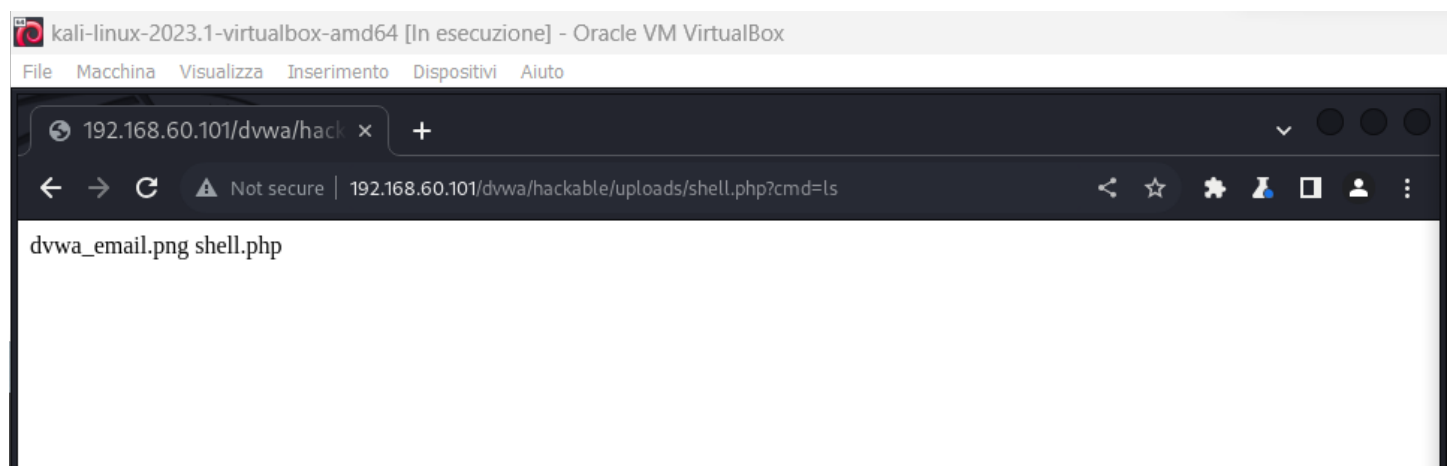 kali-linux-2023.1-virtualbox-amd64 [In esecuzione] - Oracle VM VirtualBox
File Macchina Visualizza Inserimento Dispositivi Aiuto
192.168.60.101/dvwa/hack
Not secure 192.168.60.101/dvwa/hackable/uploads/shell.php?cmd=ls
dvwa_email.png shell.php